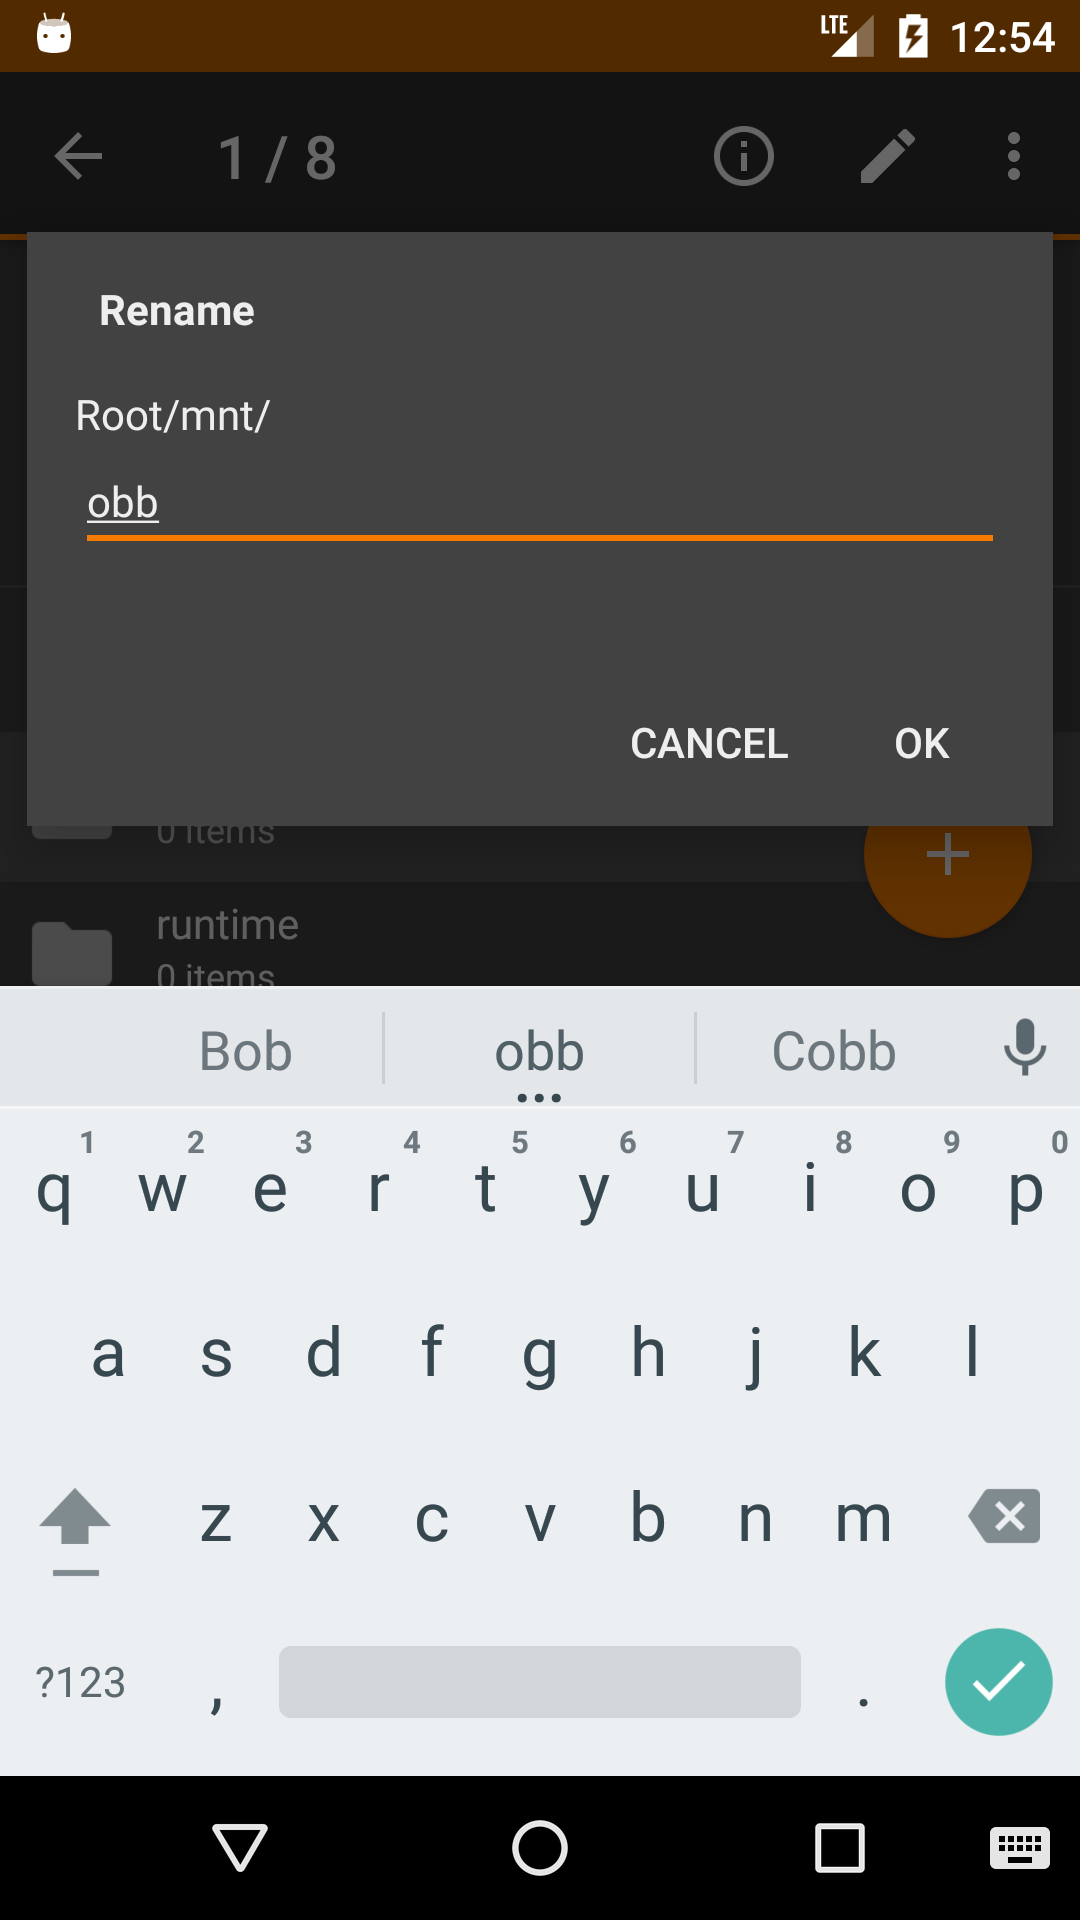 LTE 12:54
1 / 8
Rename
Root/mnt/
obb
CANCEL OK
0 items
runtime
0 items
Bob obb Cobb
1 2 3 4 5 6 7 8 9 0
q w e r t y u i o p
a s d f g h j k l
z x c v b n m
?123 , .